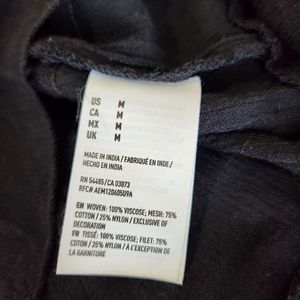 US M
CA M
MX M
UK M
MADE IN INDIA / FABRIQUÉ EN INDE/
HECHO EN INDIA
RN 54485/CA 03873
RFC# AEM12060509A
EN WOVEN: 100% VISCOSE; MESH: 75%
COTTON / 25% NYLON / EXCLUSIVE OF
DECORATION
FR TISSÉ: 100% VISCOSE; FILET: 75%
COTON / 25% NYLON / À L'EXCEPTION DE
LA GARNITURE